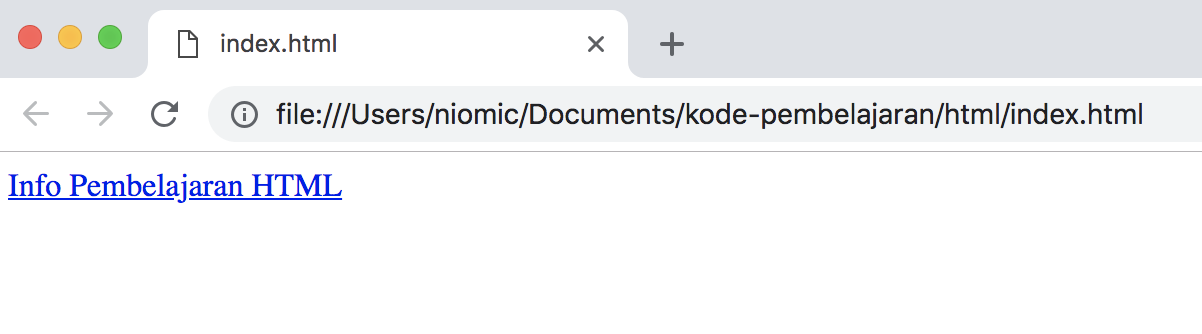 index.html
file:///Users/niomic/Documents/kode-pembelajaran/html/index.html
Info Pembelajaran HTML